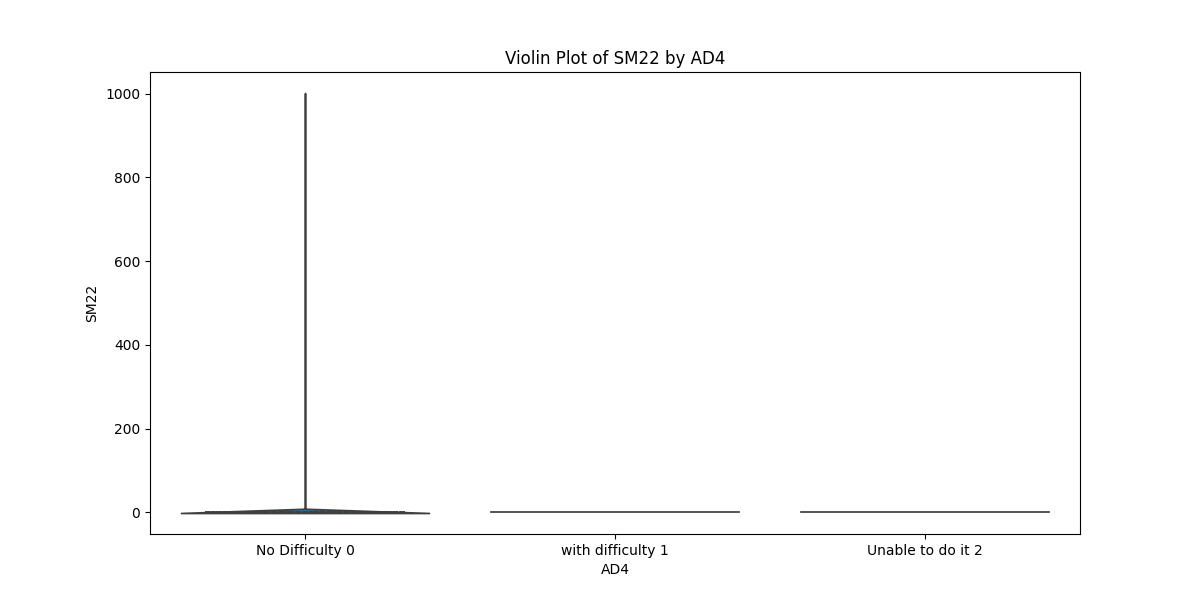 Violin Plot of SM22 by AD4
1000
800
600
400
200
0
SM22
No Difficulty 0
with difficulty 1
Unable to do it 2
AD4